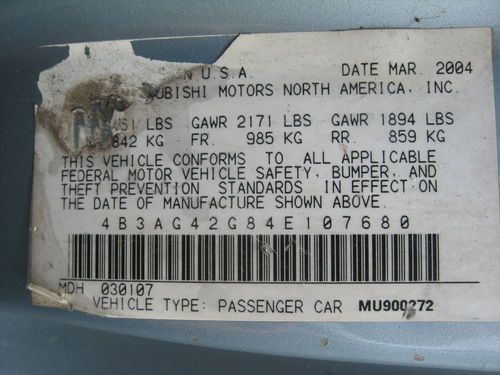 N U.S.A. DATE MAR. 2004
UBISHI MOTORS NORTH AMERICA, INC.
61 LBS GAWR 2171 LBS GAWR 1894 LBS
842 KG FR. 985 KG RR. 859 KG
THIS VEHICLE CONFORMS TO ALL APPLICABLE
FEDERAL MOTOR VEHICLE SAFETY, BUMPER, AND
THEFT PREVENTION STANDARDS IN EFFECT ON
THE DATE OF MANUFACTURE SHOWN ABOVE.
4B3AG42G84E107680
MDH 030107
VEHICLE TYPE: PASSENGER CAR MU900272